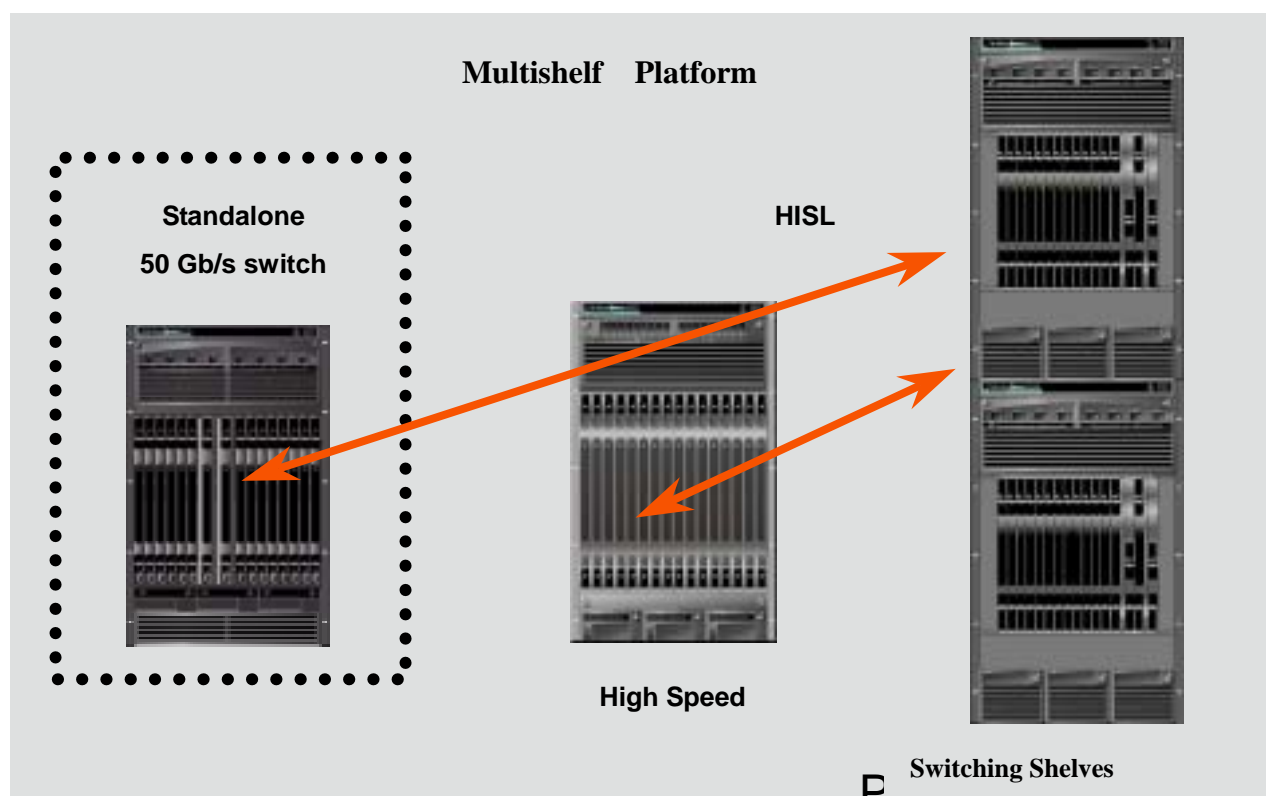 Multishelf Platform
Standalone
50 Gb/s switch
HISL
High Speed
Switching Shelves